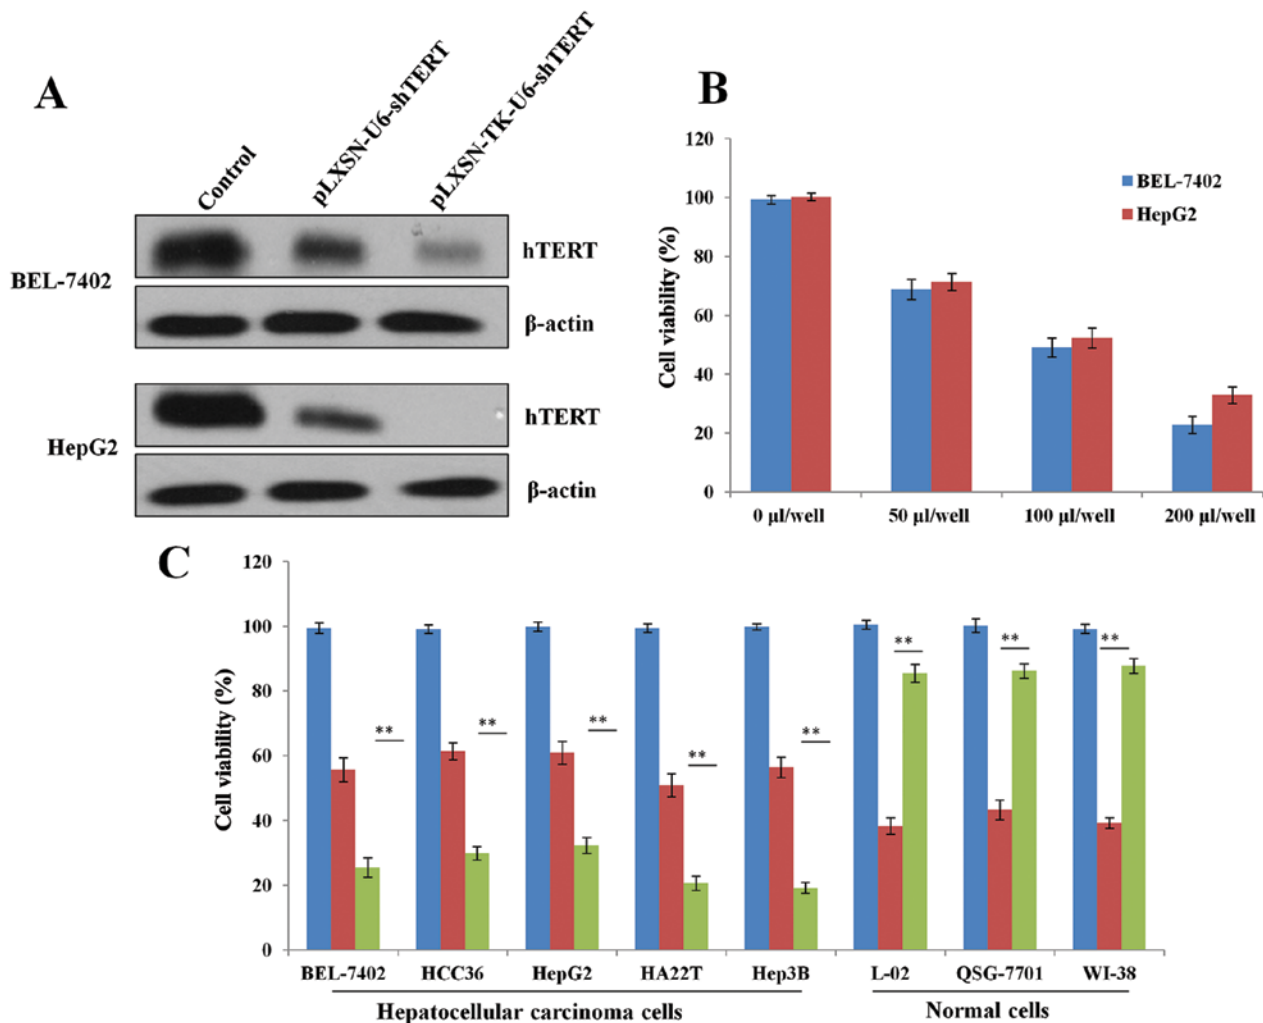 A
Control
pLXSN-U6-shTERT
pLXSN-TK-U6-shTERT
BEL-7402
hTERT
β-actin
HepG2
hTERT
β-actin
B
120
100
80
60
40
20
0
Cell viability (%)
BEL-7402
HepG2
0 μl/well 50 μl/well 100 μl/well 200 μl/well
C
120
100
80
60
40
20
0
Cell viability (%)
** ** ** ** ** ** ** **
BEL-7402 HCC36 HepG2 HA22T Hep3B L-02 QSG-7701 WI-38
Hepatocellular carcinoma cells Normal cells